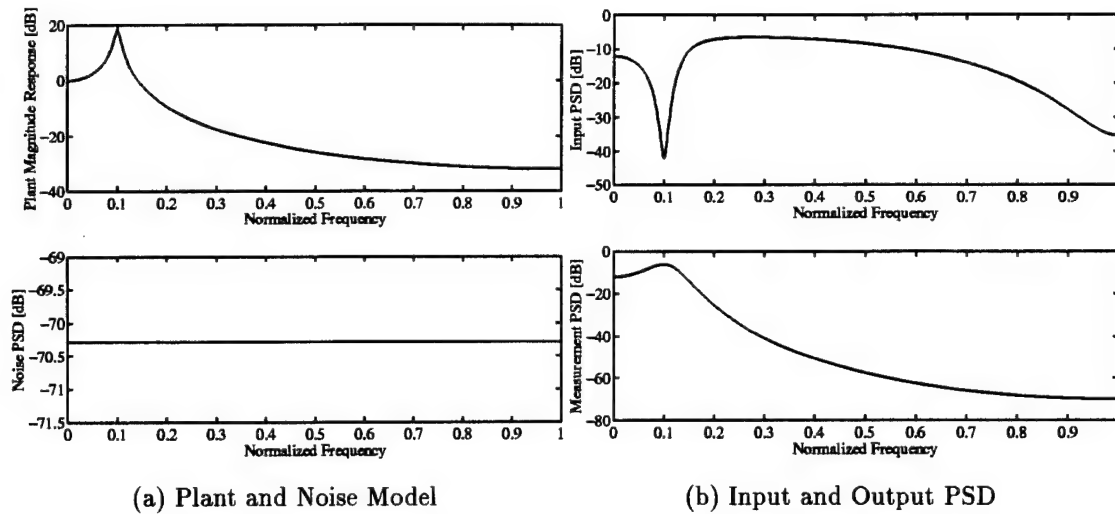 Plant Magnitude Response [dB]
20
0
−20
−40
0 0.1 0.2 0.3 0.4 0.5 0.6 0.7 0.8 0.9 1
Normalized Frequency
Noise PSD [dB]
−69
−69.5
−70
−70.5
−71
−71.5
0 0.1 0.2 0.3 0.4 0.5 0.6 0.7 0.8 0.9 1
Normalized Frequency
(a) Plant and Noise Model
Input PSD [dB]
0
−10
−20
−30
−40
−50
0 0.1 0.2 0.3 0.4 0.5 0.6 0.7 0.8 0.9
Normalized Frequency
Measurement PSD [dB]
0
−20
−40
−60
−80
0 0.1 0.2 0.3 0.4 0.5 0.6 0.7 0.8 0.9
Normalized Frequency
(b) Input and Output PSD